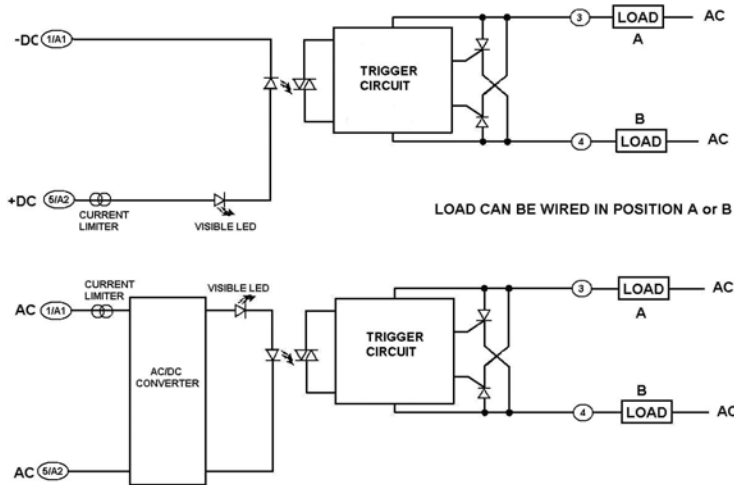 -DC 1/A1
TRIGGER
CIRCUIT
3 LOAD AC
A
B
4 LOAD AC
+DC 5/A2
CURRENT
LIMITER
VISIBLE LED
LOAD CAN BE WIRED IN POSITION A or B
AC 1/A1
CURRENT
LIMITER
AC/DC
CONVERTER
VISIBLE LED
TRIGGER
CIRCUIT
3 LOAD AC
A
B
4 LOAD AC
AC 5/A2